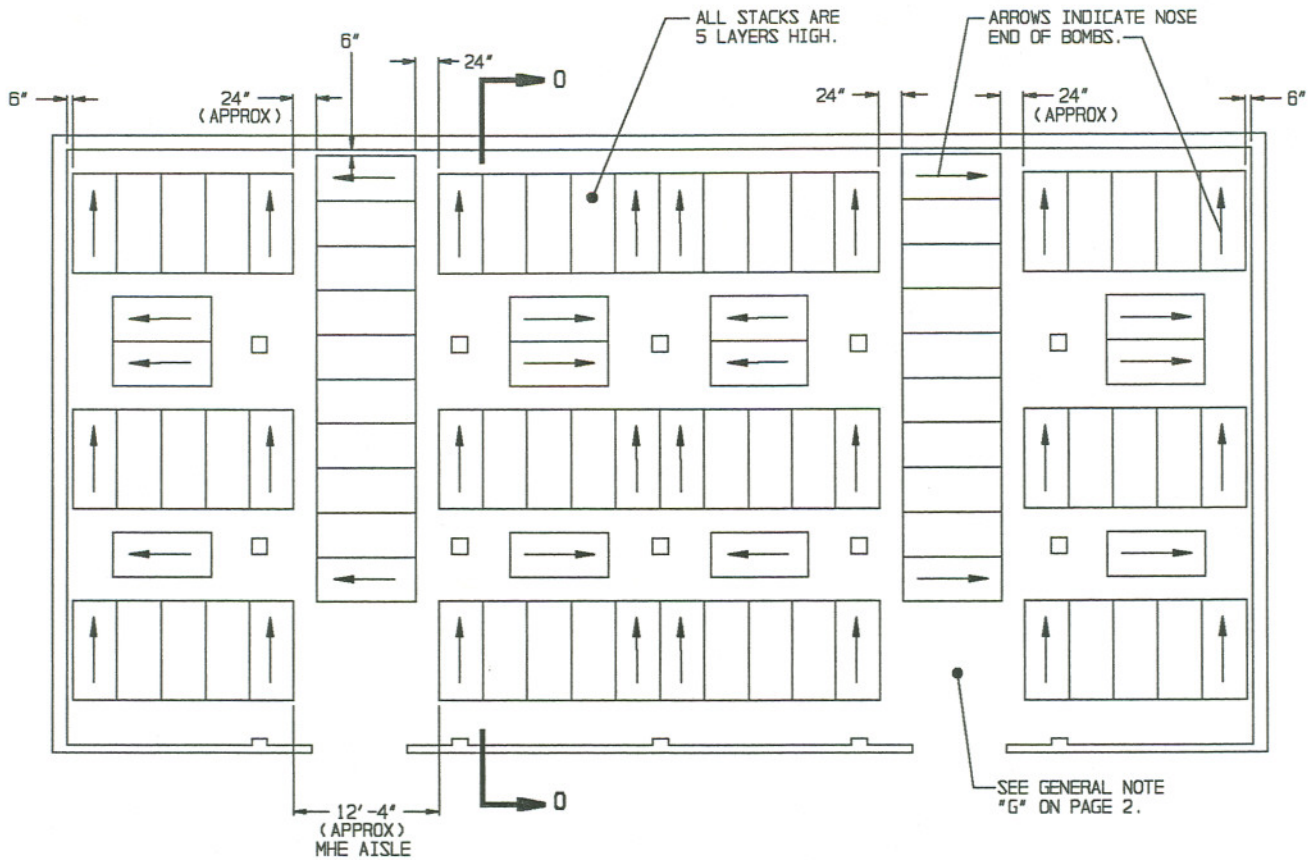 ALL STACKS ARE
5 LAYERS HIGH.
ARROWS INDICATE NOSE
END OF BOMBS.
6"
24"
O
6"
24"
(APPROX)
24"
24"
(APPROX)
6"
O
12'-4"
(APPROX)
MHE AISLE
SEE GENERAL NOTE
"G" ON PAGE 2.